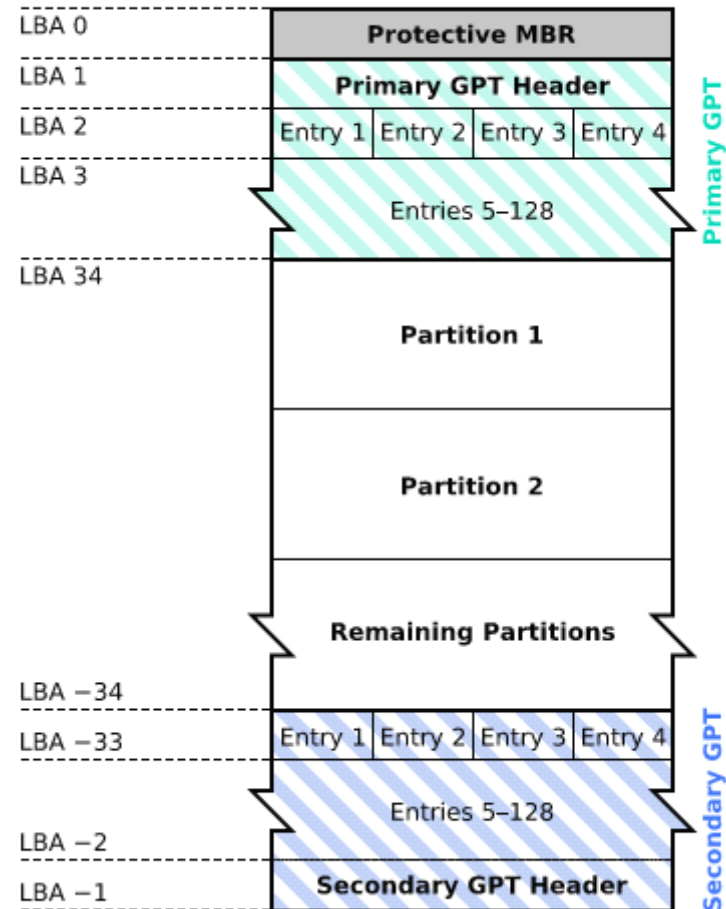 LBA 0
Protective MBR
LBA 1
Primary GPT Header
LBA 2
Entry 1 Entry 2 Entry 3 Entry 4
LBA 3
Entries 5–128
Primary GPT
LBA 34
Partition 1
Partition 2
Remaining Partitions
LBA −34
LBA −33
Entry 1 Entry 2 Entry 3 Entry 4
Entries 5–128
LBA −2
LBA −1
Secondary GPT Header
Secondary GPT